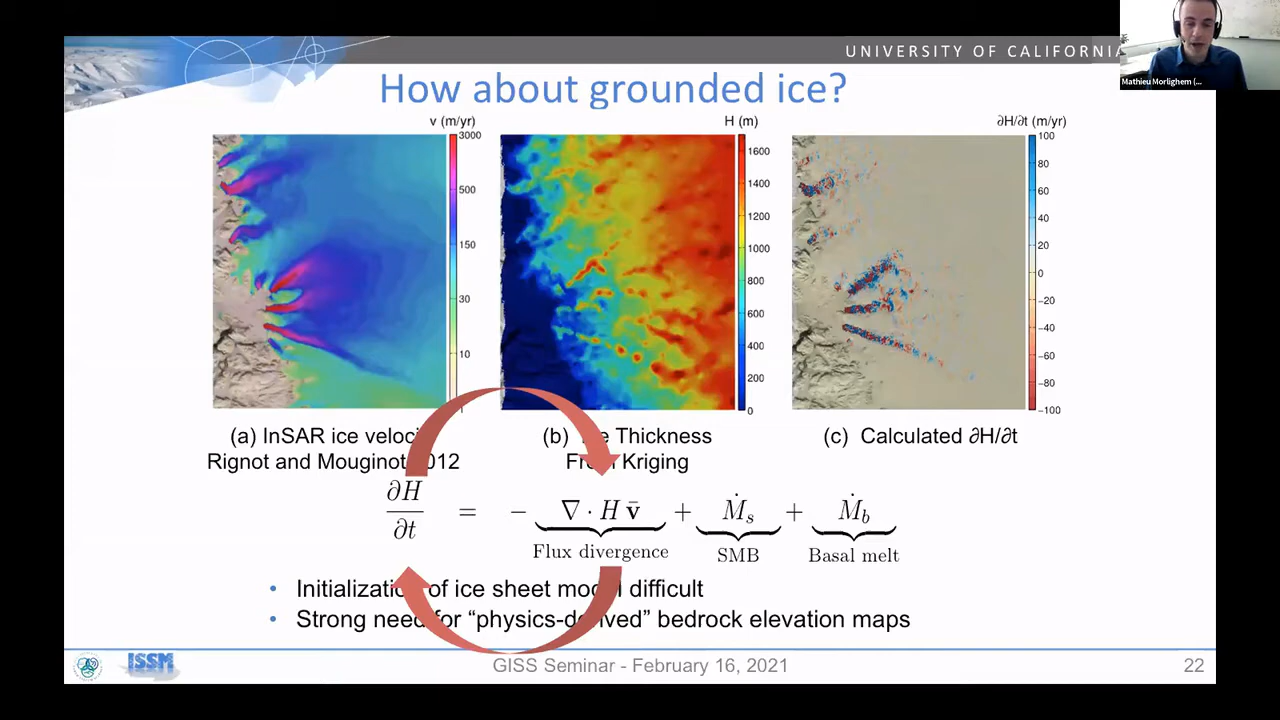 UNIVERSITY OF CALIFORNIA
Mathieu Morlighem (...
How about grounded ice?
v (m/yr)
3000
500
150
30
10
1
H (m)
1600
1400
1200
1000
800
600
400
200
0
∂H/∂t (m/yr)
100
80
60
40
20
0
−20
−40
−60
−80
−100
(a) InSAR ice veloci
Rignot and Mouginot 2012
(b) Ice Thickness
From Kriging
(c) Calculated ∂H/∂t
∂H/∂t = − ∇ · H v̄ + Ṁs + Ṁb
Flux divergence SMB Basal melt
• Initialization of ice sheet model difficult
• Strong need for “physics-derived” bedrock elevation maps
ISSM
GISS Seminar - February 16, 2021
22